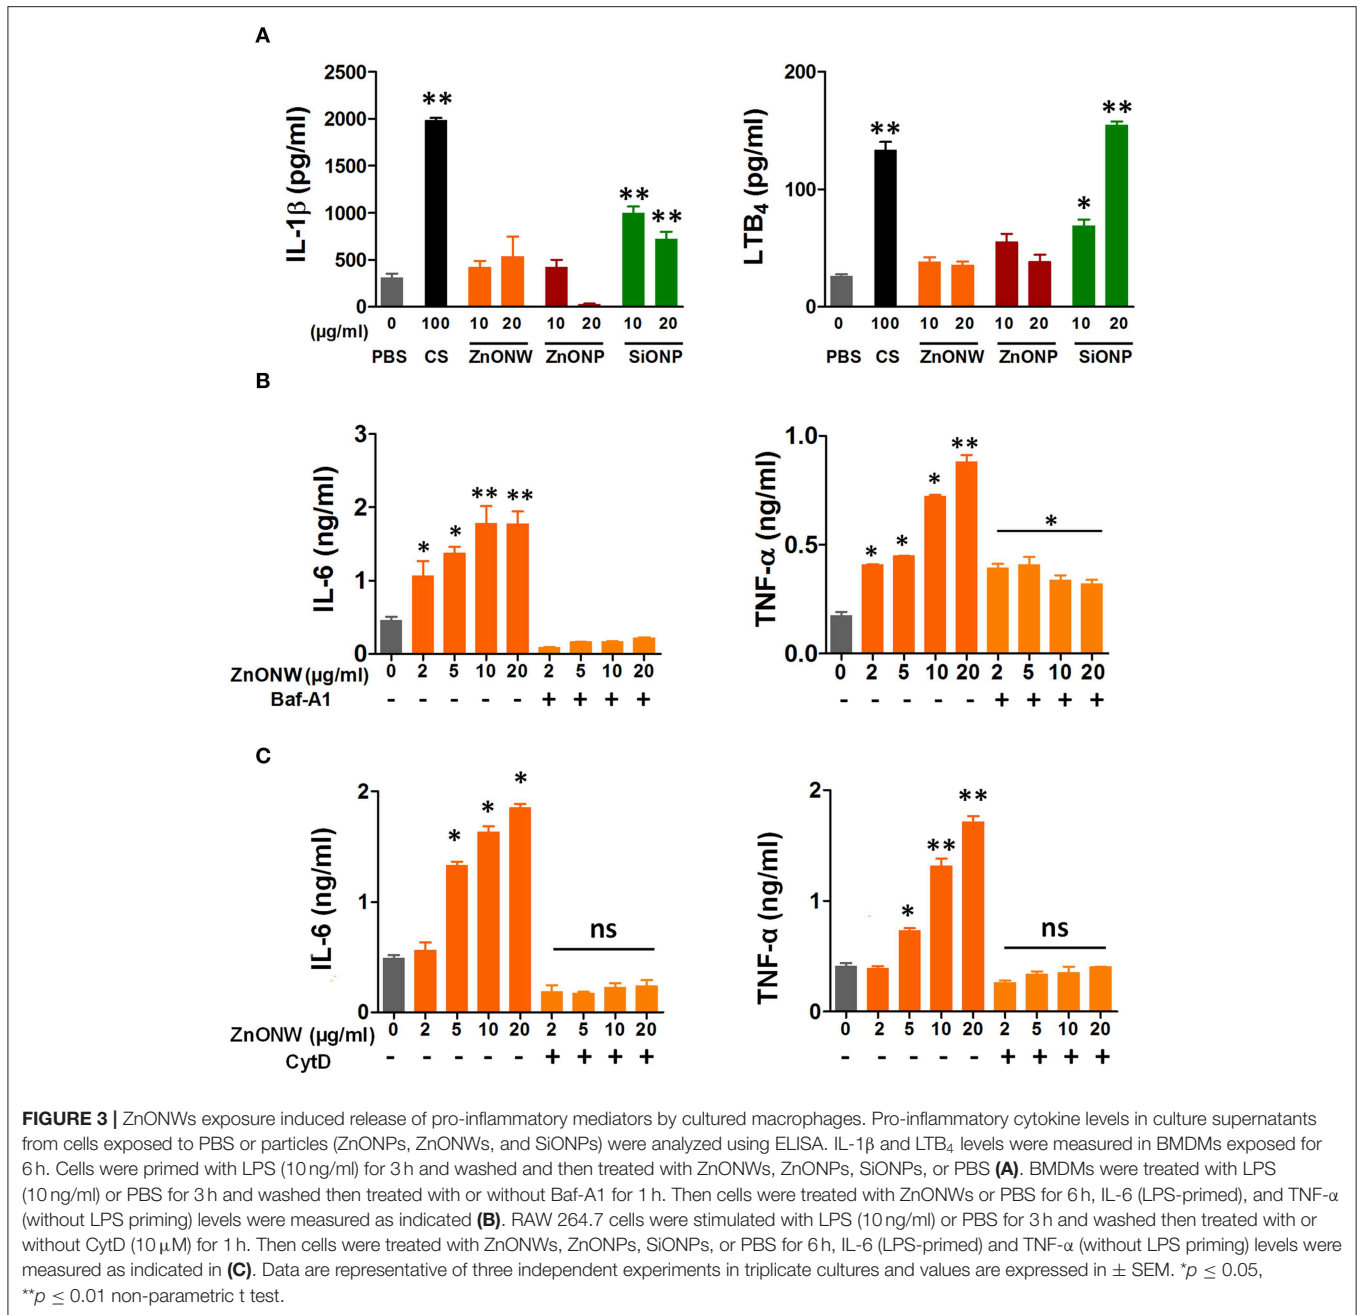 A
IL-1β (pg/ml)
2500
2000
1500
1000
500
0
** ** **
(µg/ml) 0 100 10 20 10 20 10 20
PBS CS ZnONW ZnONP SiONP
LTB4 (pg/ml)
200
100
0
** * **
0 100 10 20 10 20 10 20
PBS CS ZnONW ZnONP SiONP
B
IL-6 (ng/ml)
3
2
1
0
* * ** **
ZnONW (µg/ml) 0 2 5 10 20 2 5 10 20
Baf-A1 - - - - - + + + +
TNF-α (ng/ml)
1.0
0.5
0.0
* * * ** *
0 2 5 10 20 2 5 10 20
- - - - - + + + +
C
IL-6 (ng/ml)
2
1
0
* * * ns
ZnONW (µg/ml) 0 2 5 10 20 2 5 10 20
CytD - - - - - + + + +
TNF-α (ng/ml)
2
1
0
* ** ** ns
0 2 5 10 20 2 5 10 20
- - - - - + + + +
FIGURE 3 | ZnONWs exposure induced release of pro-inflammatory mediators by cultured macrophages. Pro-inflammatory cytokine levels in culture supernatants
from cells exposed to PBS or particles (ZnONPs, ZnONWs, and SiONPs) were analyzed using ELISA. IL-1β and LTB4 levels were measured in BMDMs exposed for
6 h. Cells were primed with LPS (10 ng/ml) for 3 h and washed and then treated with ZnONWs, ZnONPs, SiONPs, or PBS (A). BMDMs were treated with LPS
(10 ng/ml) or PBS for 3 h and washed then treated with or without Baf-A1 for 1 h. Then cells were treated with ZnONWs or PBS for 6 h, IL-6 (LPS-primed), and TNF-α
(without LPS priming) levels were measured as indicated (B). RAW 264.7 cells were stimulated with LPS (10 ng/ml) or PBS for 3 h and washed then treated with or
without CytD (10 µM) for 1 h. Then cells were treated with ZnONWs, ZnONPs, SiONPs, or PBS for 6 h, IL-6 (LPS-primed) and TNF-α (without LPS priming) levels were
measured as indicated in (C). Data are representative of three independent experiments in triplicate cultures and values are expressed in ± SEM. *p ≤ 0.05,
**p ≤ 0.01 non-parametric t test.